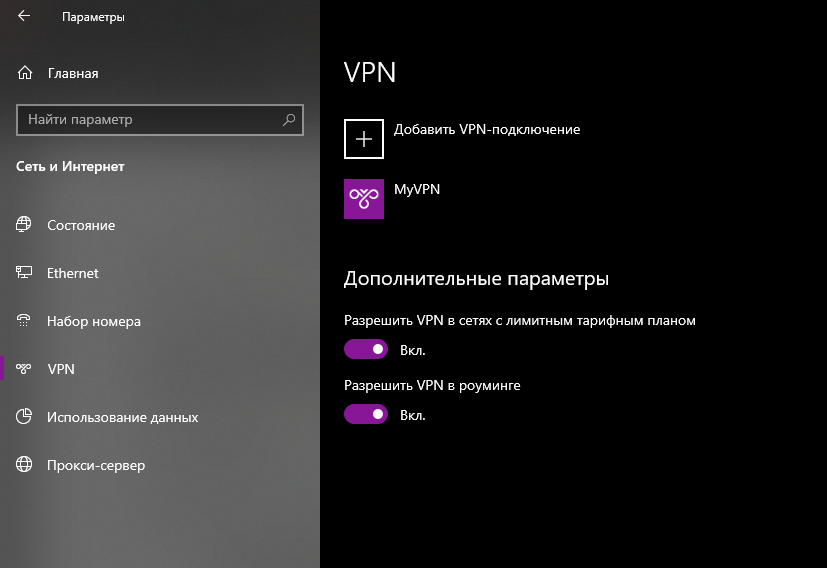 Параметры
Главная
Найти параметр
Сеть и Интернет
Состояние
Ethernet
Набор номера
VPN
Использование данных
Прокси-сервер
VPN
Добавить VPN-подключение
MyVPN
Дополнительные параметры
Разрешить VPN в сетях с лимитным тарифным планом
Вкл.
Разрешить VPN в роуминге
Вкл.